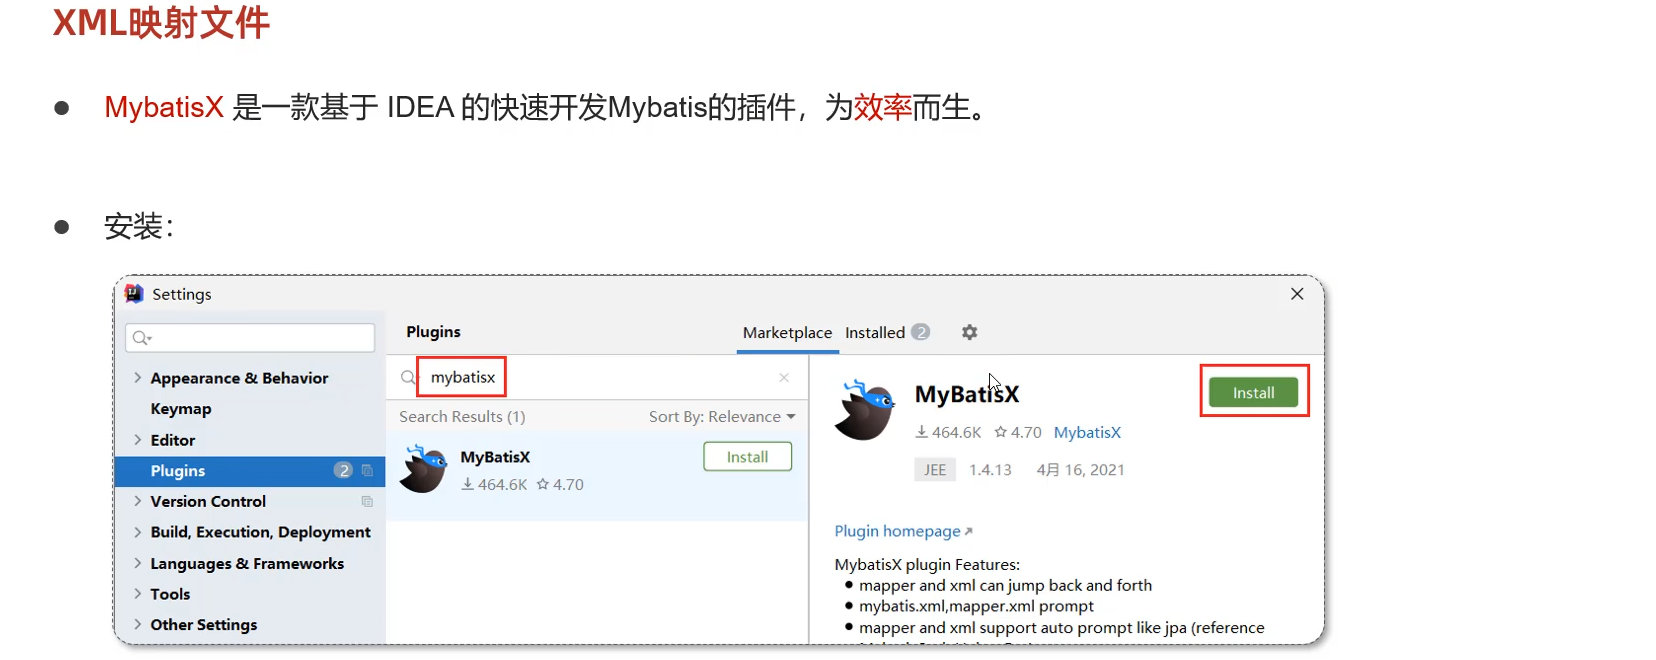 XML映射文件
MybatisX 是一款基于 IDEA 的快速开发Mybatis的插件，为效率而生。
安装：
Settings
Plugins
Marketplace
Installed 2
Appearance & Behavior
Keymap
Editor
Plugins 2
Version Control
Build, Execution, Deployment
Languages & Frameworks
Tools
Other Settings
mybatisx
Search Results (1)
Sort By: Relevance
MyBatisX
Install
464.6K 4.70
MyBatisX
Install
464.6K 4.70 MybatisX
JEE 1.4.13 4月 16, 2021
Plugin homepage
MybatisX plugin Features:
mapper and xml can jump back and forth
mybatis.xml,mapper.xml prompt
mapper and xml support auto prompt like jpa (reference